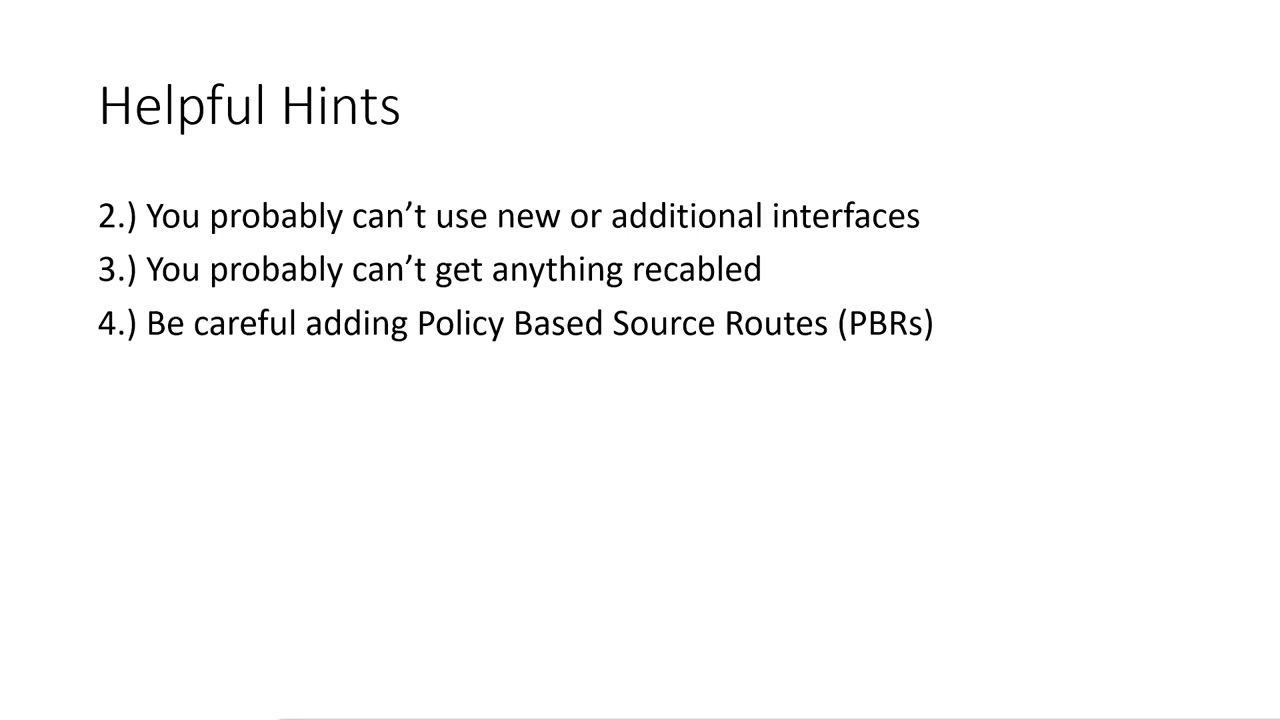 Helpful Hints
2.) You probably can’t use new or additional interfaces
3.) You probably can’t get anything recabled
4.) Be careful adding Policy Based Source Routes (PBRs)